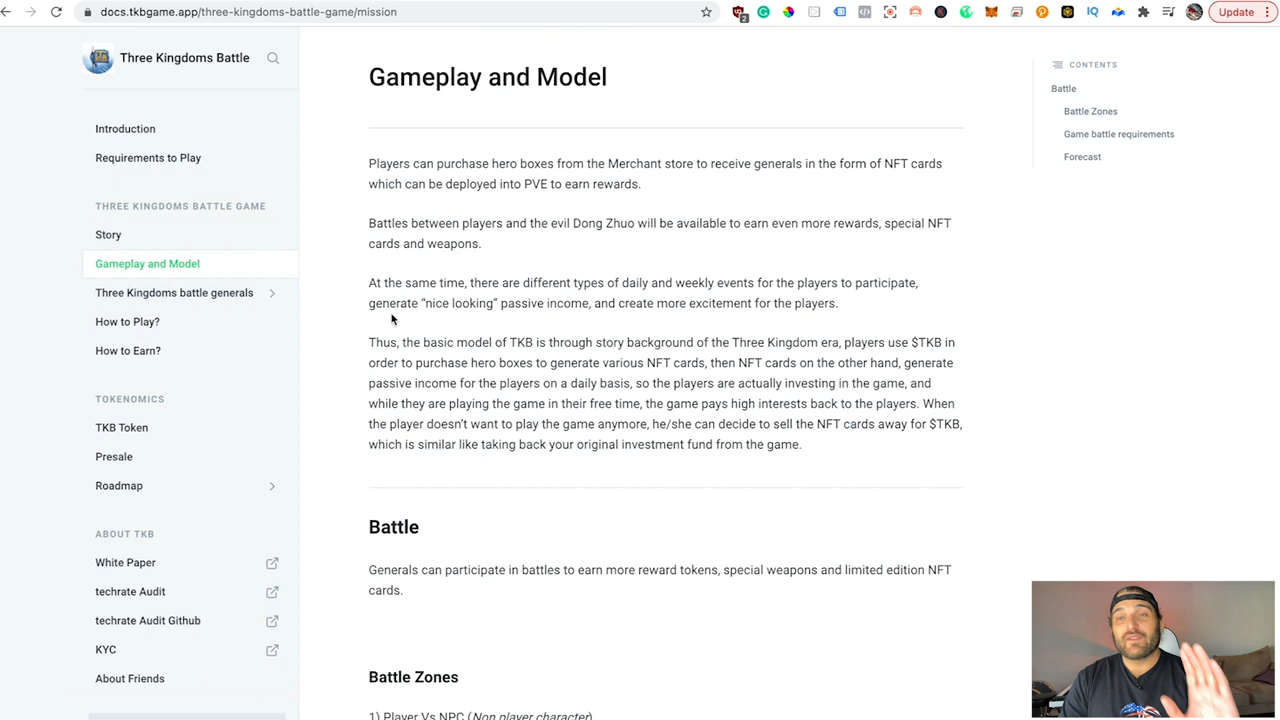 docs.tkbgame.app/three-kingdoms-battle-game/mission
2
IQ
Update
Three Kingdoms Battle
Introduction
Requirements to Play
THREE KINGDOMS BATTLE GAME
Story
Gameplay and Model
Three Kingdoms battle generals
How to Play?
How to Earn?
TOKENOMICS
TKB Token
Presale
Roadmap
ABOUT TKB
White Paper
techrate Audit
techrate Audit Github
KYC
About Friends
Gameplay and Model
Players can purchase hero boxes from the Merchant store to receive generals in the form of NFT cards
which can be deployed into PVE to earn rewards.
Battles between players and the evil Dong Zhuo will be available to earn even more rewards, special NFT
cards and weapons.
At the same time, there are different types of daily and weekly events for the players to participate,
generate “nice looking” passive income, and create more excitement for the players.
Thus, the basic model of TKB is through story background of the Three Kingdom era, players use $TKB in
order to purchase hero boxes to generate various NFT cards, then NFT cards on the other hand, generate
passive income for the players on a daily basis, so the players are actually investing in the game, and
while they are playing the game in their free time, the game pays high interests back to the players. When
the player doesn’t want to play the game anymore, he/she can decide to sell the NFT cards away for $TKB,
which is similar like taking back your original investment fund from the game.
Battle
Generals can participate in battles to earn more reward tokens, special weapons and limited edition NFT
cards.
Battle Zones
1) Player Vs NPC (Non player character)
CONTENTS
Battle
Battle Zones
Game battle requirements
Forecast